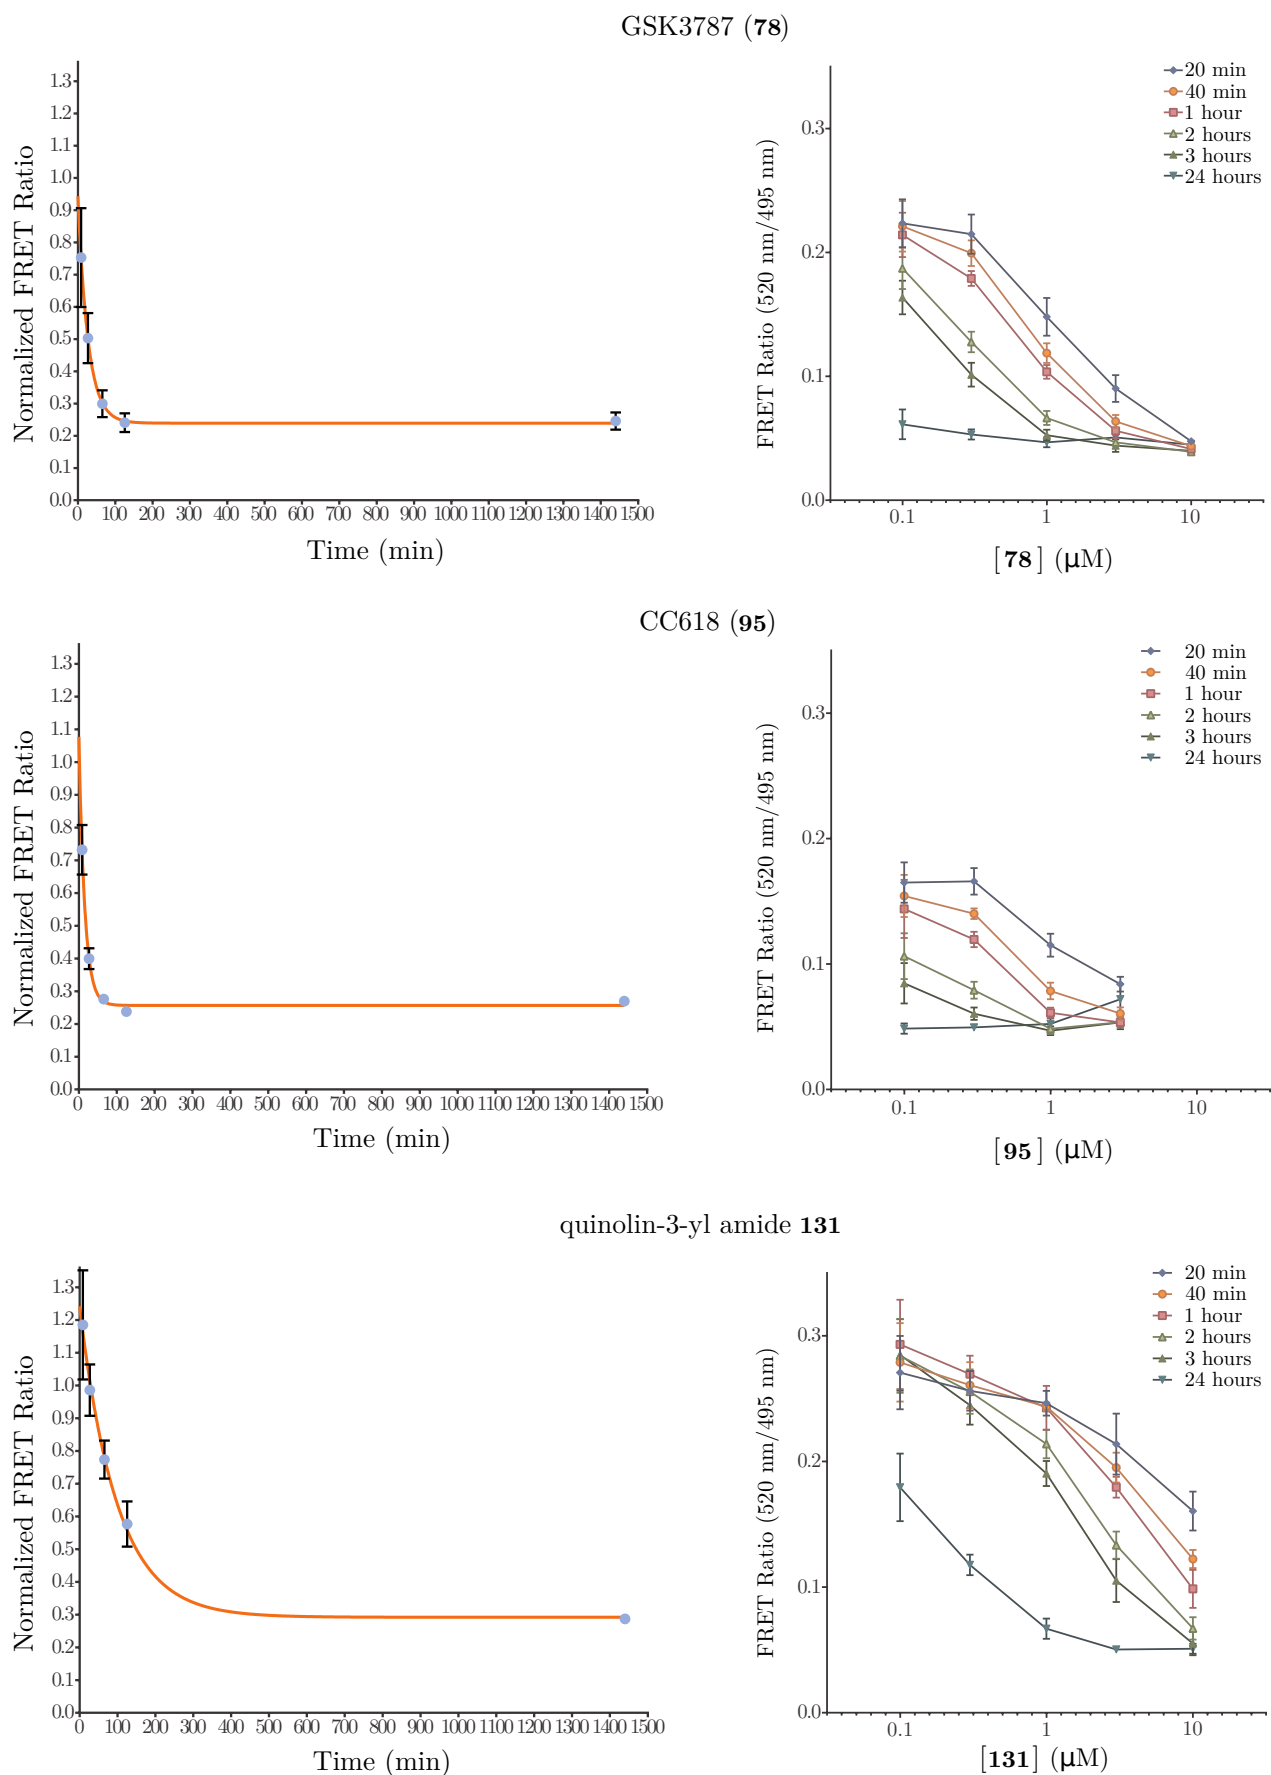 GSK3787 (78)
Normalized FRET Ratio
1.3
1.2
1.1
1.0
0.9
0.8
0.7
0.6
0.5
0.4
0.3
0.2
0.1
0.0
0 100 200 300 400 500 600 700 800 900 1000 1100 1200 1300 1400 1500
Time (min)
FRET Ratio (520 nm/495 nm)
0.3
0.2
0.1
0.0
0.1 1 10
[78] (μM)
20 min
40 min
1 hour
2 hours
3 hours
24 hours
CC618 (95)
Normalized FRET Ratio
1.3
1.2
1.1
1.0
0.9
0.8
0.7
0.6
0.5
0.4
0.3
0.2
0.1
0.0
0 100 200 300 400 500 600 700 800 900 1000 1100 1200 1300 1400 1500
Time (min)
FRET Ratio (520 nm/495 nm)
0.3
0.2
0.1
0.0
0.1 1 10
[95] (μM)
20 min
40 min
1 hour
2 hours
3 hours
24 hours
quinolin-3-yl amide 131
Normalized FRET Ratio
1.3
1.2
1.1
1.0
0.9
0.8
0.7
0.6
0.5
0.4
0.3
0.2
0.1
0.0
0 100 200 300 400 500 600 700 800 900 1000 1100 1200 1300 1400 1500
Time (min)
FRET Ratio (520 nm/495 nm)
0.3
0.2
0.1
0.0
0.1 1 10
[131] (μM)
20 min
40 min
1 hour
2 hours
3 hours
24 hours